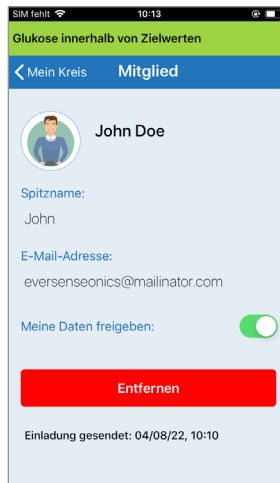 SIM fehlt 10:13
Glukose innerhalb von Zielwerten
Mein Kreis Mitglied
John Doe
Spitzname:
John
E-Mail-Adresse:
eversenseonics@mailinator.com
Meine Daten freigeben:
Entfernen
Einladung gesendet: 04/08/22, 10:10